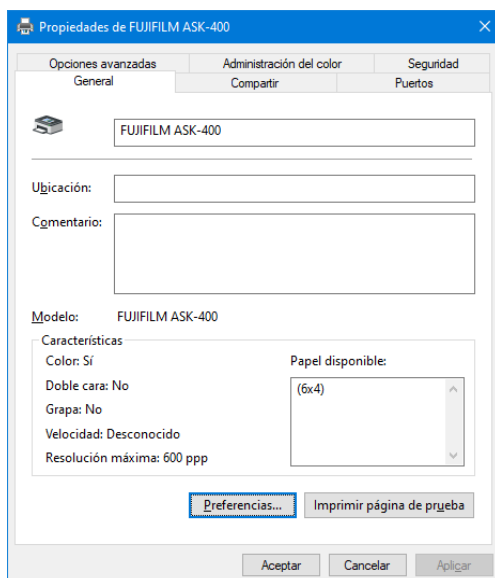 Propiedades de FUJIFILM ASK-400
Opciones avanzadas Administración del color Seguridad
General Compartir Puertos
FUJIFILM ASK-400
Ubicación:
Comentario:
Modelo: FUJIFILM ASK-400
Características
Color: Sí
Papel disponible:
Doble cara: No
(6x4)
Grapa: No
Velocidad: Desconocido
Resolución máxima: 600 ppp
Preferencias... Imprimir página de prueba
Aceptar Cancelar Aplicar